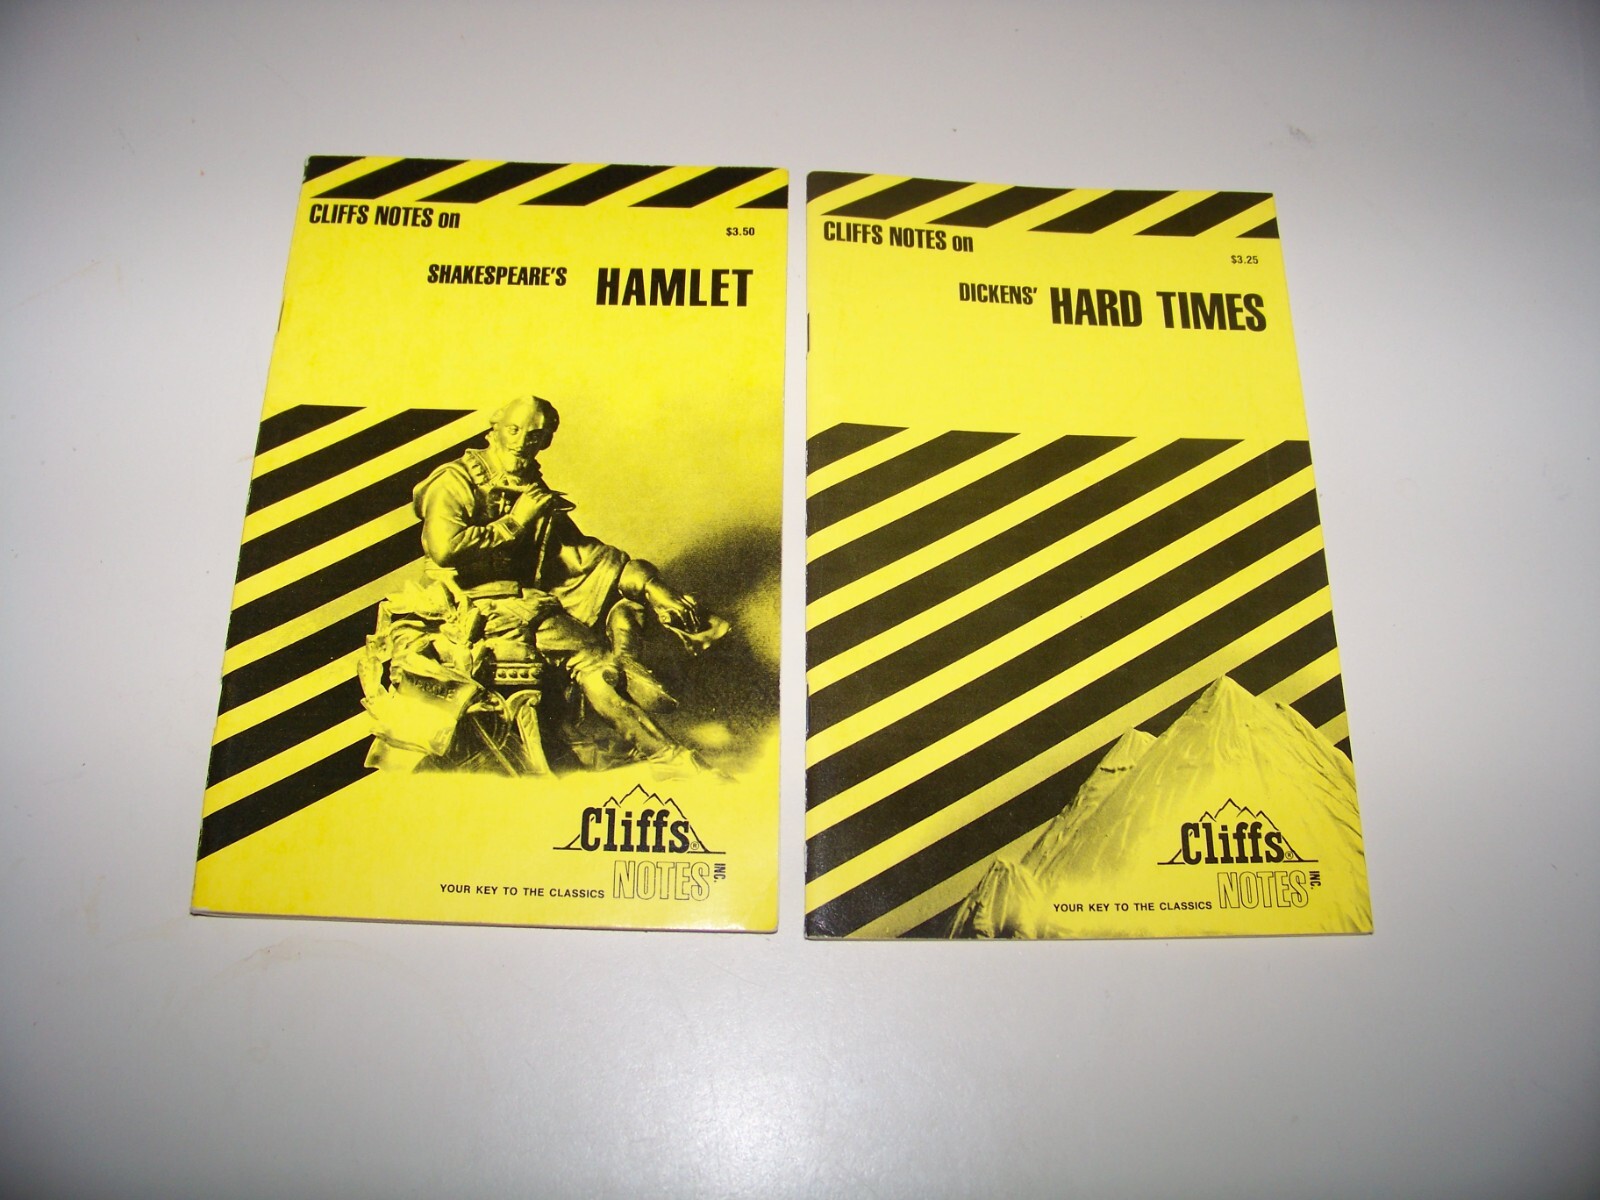 CLIFFS NOTES on
$3.50
SHAKESPEARE'S HAMLET
HAMLET
Cliffs®
NOTES INC.
YOUR KEY TO THE CLASSICS
CLIFFS NOTES on
$3.25
DICKENS' HARD TIMES
Cliffs®
NOTES INC.
YOUR KEY TO THE CLASSICS